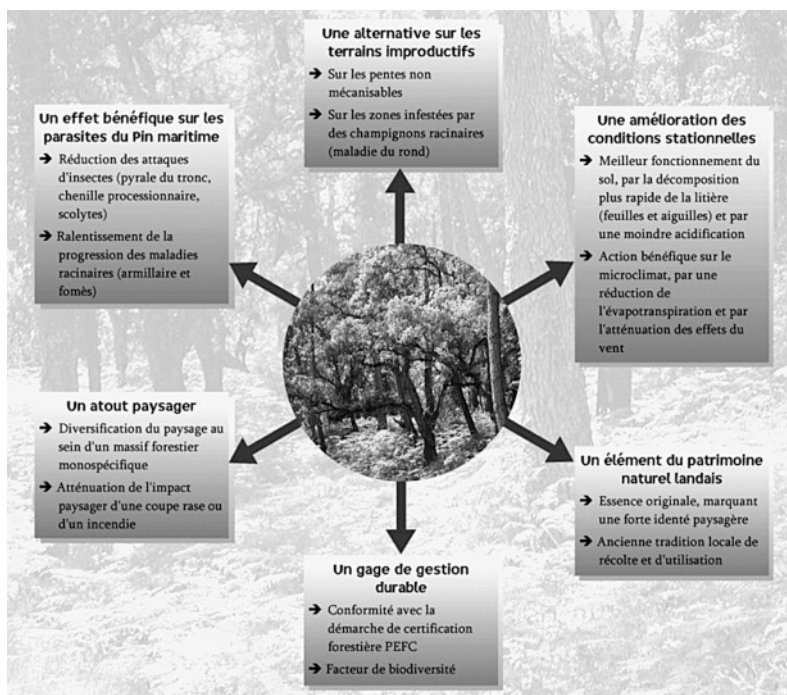 Une alternative sur les
terrains improductifs
➔ Sur les pentes non
mécanisables
➔ Sur les zones infestées par
des champignons racinaires
(maladie du rond)
Un effet bénéfique sur les
parasites du Pin maritime
➔ Réduction des attaques
d'insectes (pyrale du tronc,
chenille processionnaire,
scolytes)
➔ Ralentissement de la
progression des maladies
racinaires (armillaire et
fomès)
Une amélioration des
conditions stationnelles
➔ Meilleur fonctionnement du
sol, par la décomposition
plus rapide de la litière
(feuilles et aiguilles) et par
une moindre acidification
➔ Action bénéfique sur le
microclimat, par une
réduction de
l'évapotranspiration et par
l'atténuation des effets du
vent
Un atout paysager
➔ Diversification du paysage au
sein d'un massif forestier
monospécifique
➔ Atténuation de l'impact
paysager d'une coupe rase ou
d'un incendie
Un élément du patrimoine
naturel landais
➔ Essence originale, marquant
une forte identé paysagère
➔ Ancienne tradition locale de
récolte et d'utilisation
Un gage de gestion
durable
➔ Conformité avec la
démarche de certification
forestière PEFC
➔ Facteur de biodiversité